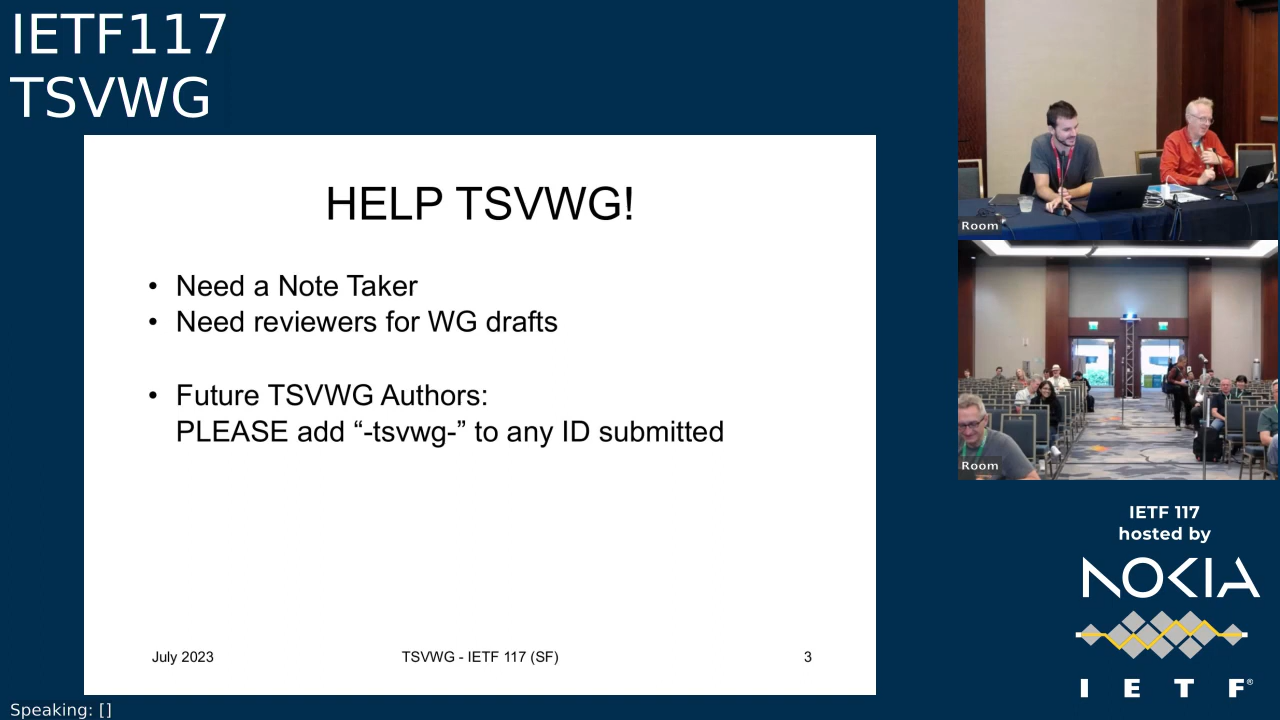 IETF117
TSVWG
HELP TSVWG!
• Need a Note Taker
• Need reviewers for WG drafts
• Future TSVWG Authors:
PLEASE add “-tsvwg-” to any ID submitted
July 2023
TSVWG - IETF 117 (SF)
3
Room
Room
IETF 117
hosted by
NOKIA
I E T F®
Speaking: []